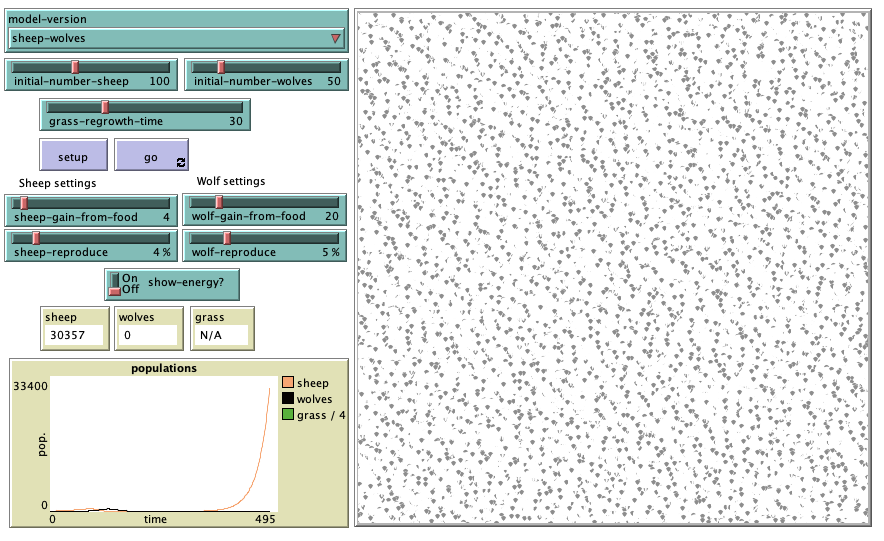 model-version
sheep-wolves
initial-number-sheep 100
initial-number-wolves 50
grass-regrowth-time 30
setup
go
Sheep settings
Wolf settings
sheep-gain-from-food 4
wolf-gain-from-food 20
sheep-reproduce 4 %
wolf-reproduce 5 %
On
Off
show-energy?
sheep
30357
wolves
0
grass
N/A
populations
33400
pop.
0
0
time
495
sheep
wolves
grass / 4